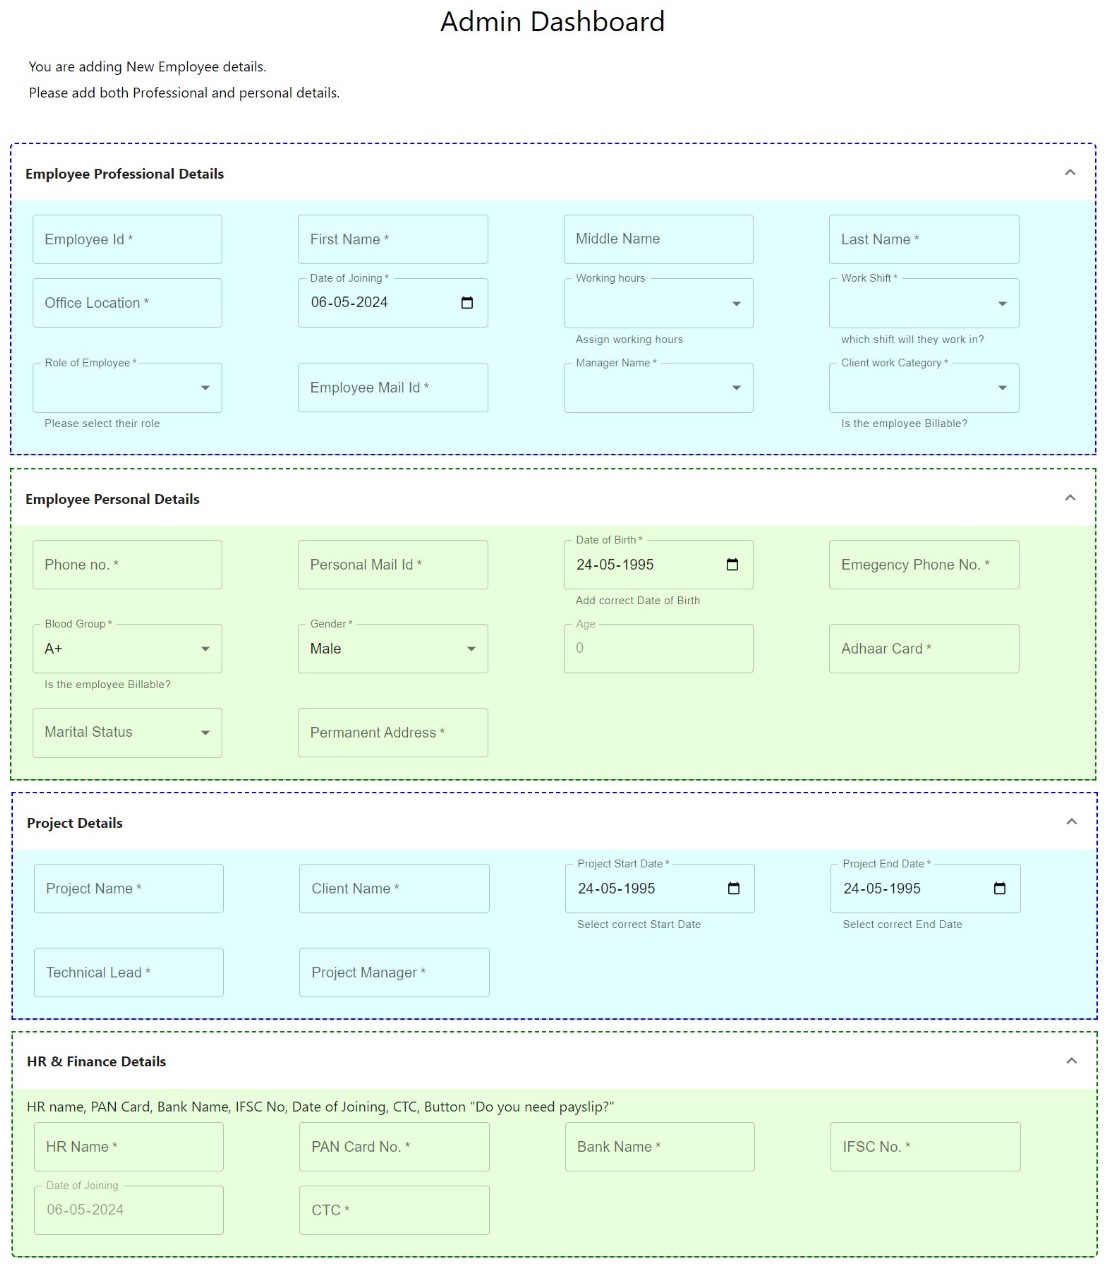 Admin Dashboard
You are adding New Employee details.
Please add both Professional and personal details.
Employee Professional Details
Employee Id *
First Name *
Middle Name
Last Name *
Office Location *
Date of Joining *
06-05-2024
Working hours
Assign working hours
Work Shift *
which shift will they work in?
Role of Employee *
Please select their role
Employee Mail Id *
Manager Name *
Client work Category *
Is the employee Billable?
Employee Personal Details
Phone no. *
Personal Mail Id *
Date of Birth *
24-05-1995
Add correct Date of Birth
Emegency Phone No. *
Blood Group *
A+
Is the employee Billable?
Gender *
Male
Age
0
Adhaar Card *
Marital Status
Permanent Address *
Project Details
Project Name *
Client Name *
Project Start Date *
24-05-1995
Select correct Start Date
Project End Date *
24-05-1995
Select correct End Date
Technical Lead *
Project Manager *
HR & Finance Details
HR name, PAN Card, Bank Name, IFSC No, Date of Joining, CTC, Button "Do you need payslip?"
HR Name *
PAN Card No. *
Bank Name *
IFSC No. *
Date of Joining
06-05-2024
CTC *